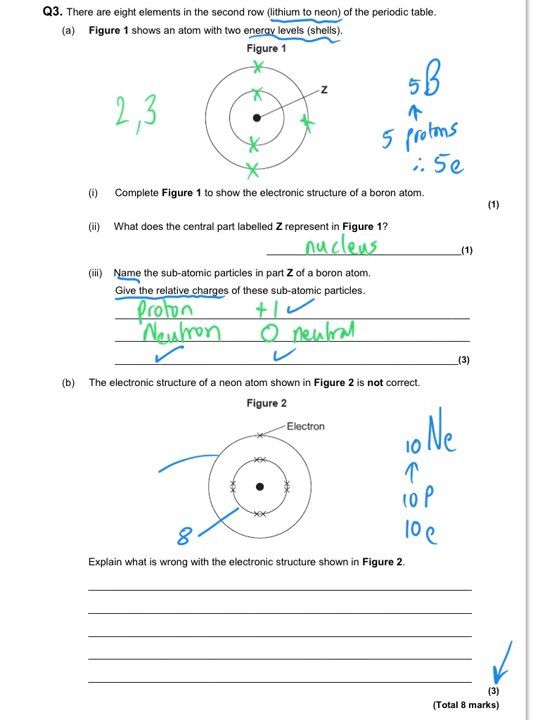 Q3. There are eight elements in the second row (lithium to neon) of the periodic table.
(a) Figure 1 shows an atom with two energy levels (shells).
Figure 1
2,3
Z
5B
5 protons
∴ 5e
(i) Complete Figure 1 to show the electronic structure of a boron atom.
(1)
(ii) What does the central part labelled Z represent in Figure 1?
nucleus
(1)
(iii) Name the sub-atomic particles in part Z of a boron atom.
Give the relative charges of these sub-atomic particles.
Proton +1
Neutron 0 neutral
(3)
(b) The electronic structure of a neon atom shown in Figure 2 is not correct.
Figure 2
Electron
10Ne
10P
10e
8
Explain what is wrong with the electronic structure shown in Figure 2.
(3)
(Total 8 marks)